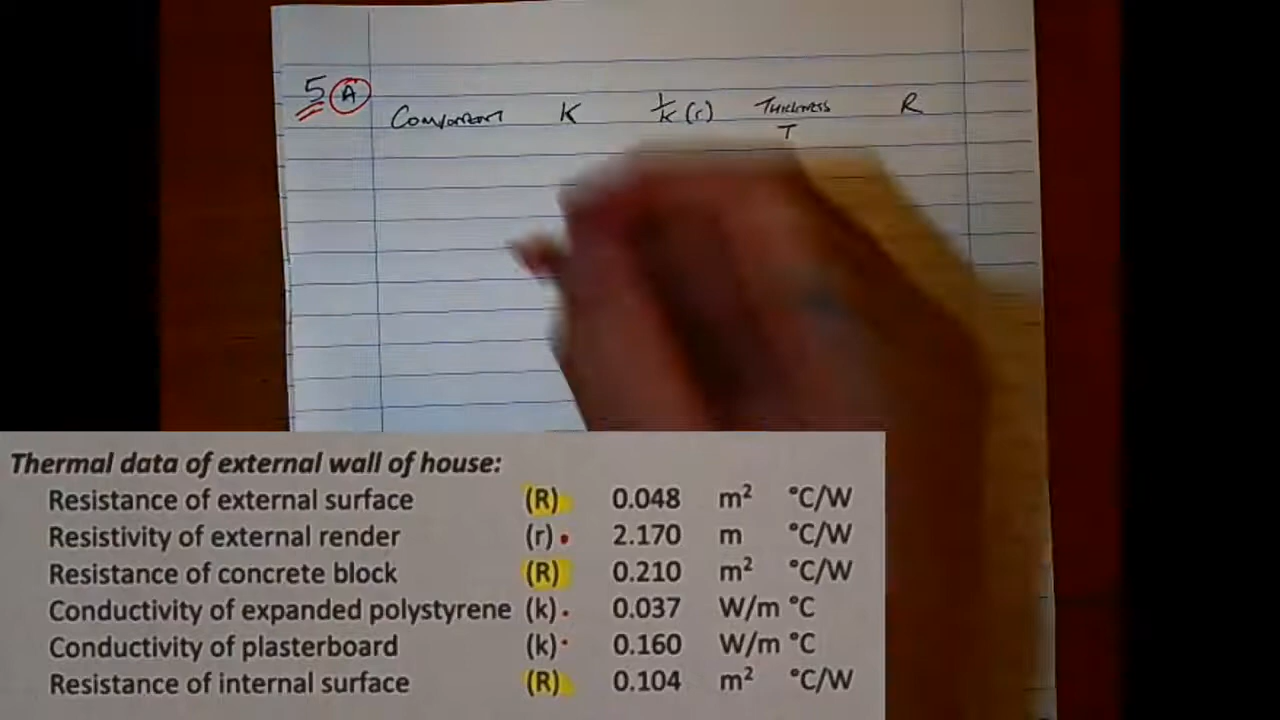 5 A
Component K 1/k (r) Thickness R
T
Thermal data of external wall of house:
Resistance of external surface (R) 0.048 m² °C/W
Resistivity of external render (r) 2.170 m °C/W
Resistance of concrete block (R) 0.210 m² °C/W
Conductivity of expanded polystyrene (k) 0.037 W/m °C
Conductivity of plasterboard (k) 0.160 W/m °C
Resistance of internal surface (R) 0.104 m² °C/W